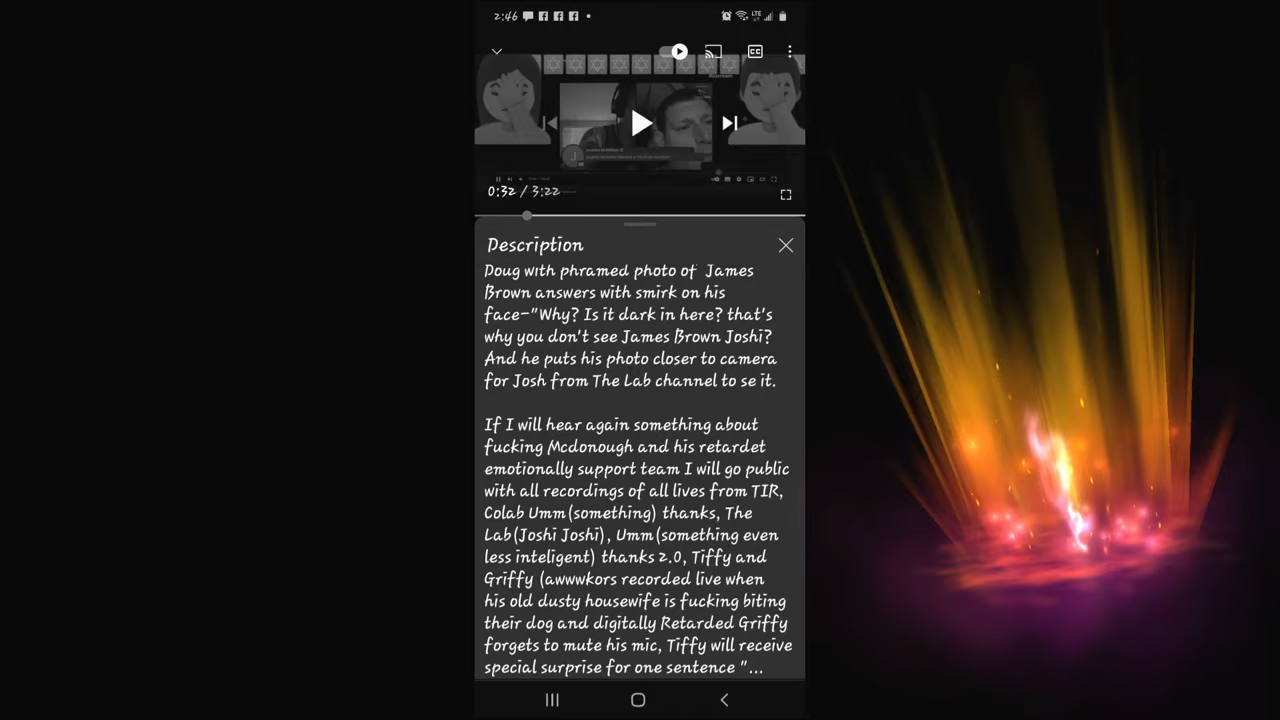 2:46
LTE
CC
0:32 / 3:22
Description
Doug with phramed photo of James
Brown answers with smirk on his
face-"Why? Is it dark in here? that's
why you don't see James Brown Joshi?
And he puts his photo closer to camera
for Josh from The Lab channel to se it.
If I will hear again something about
fucking Mcdonough and his retardet
emotionally support team I will go public
with all recordings of all lives from TIR,
Colab Umm(something) thanks, The
Lab(Joshi Joshi), Umm(something even
less inteligent) thanks 2.0, Tiffy and
Griffy (awwwkors recorded live when
his old dusty housewife is fucking biting
their dog and digitally Retarded Griffy
forgets to mute his mic, Tiffy will receive
special surprise for one sentence "...